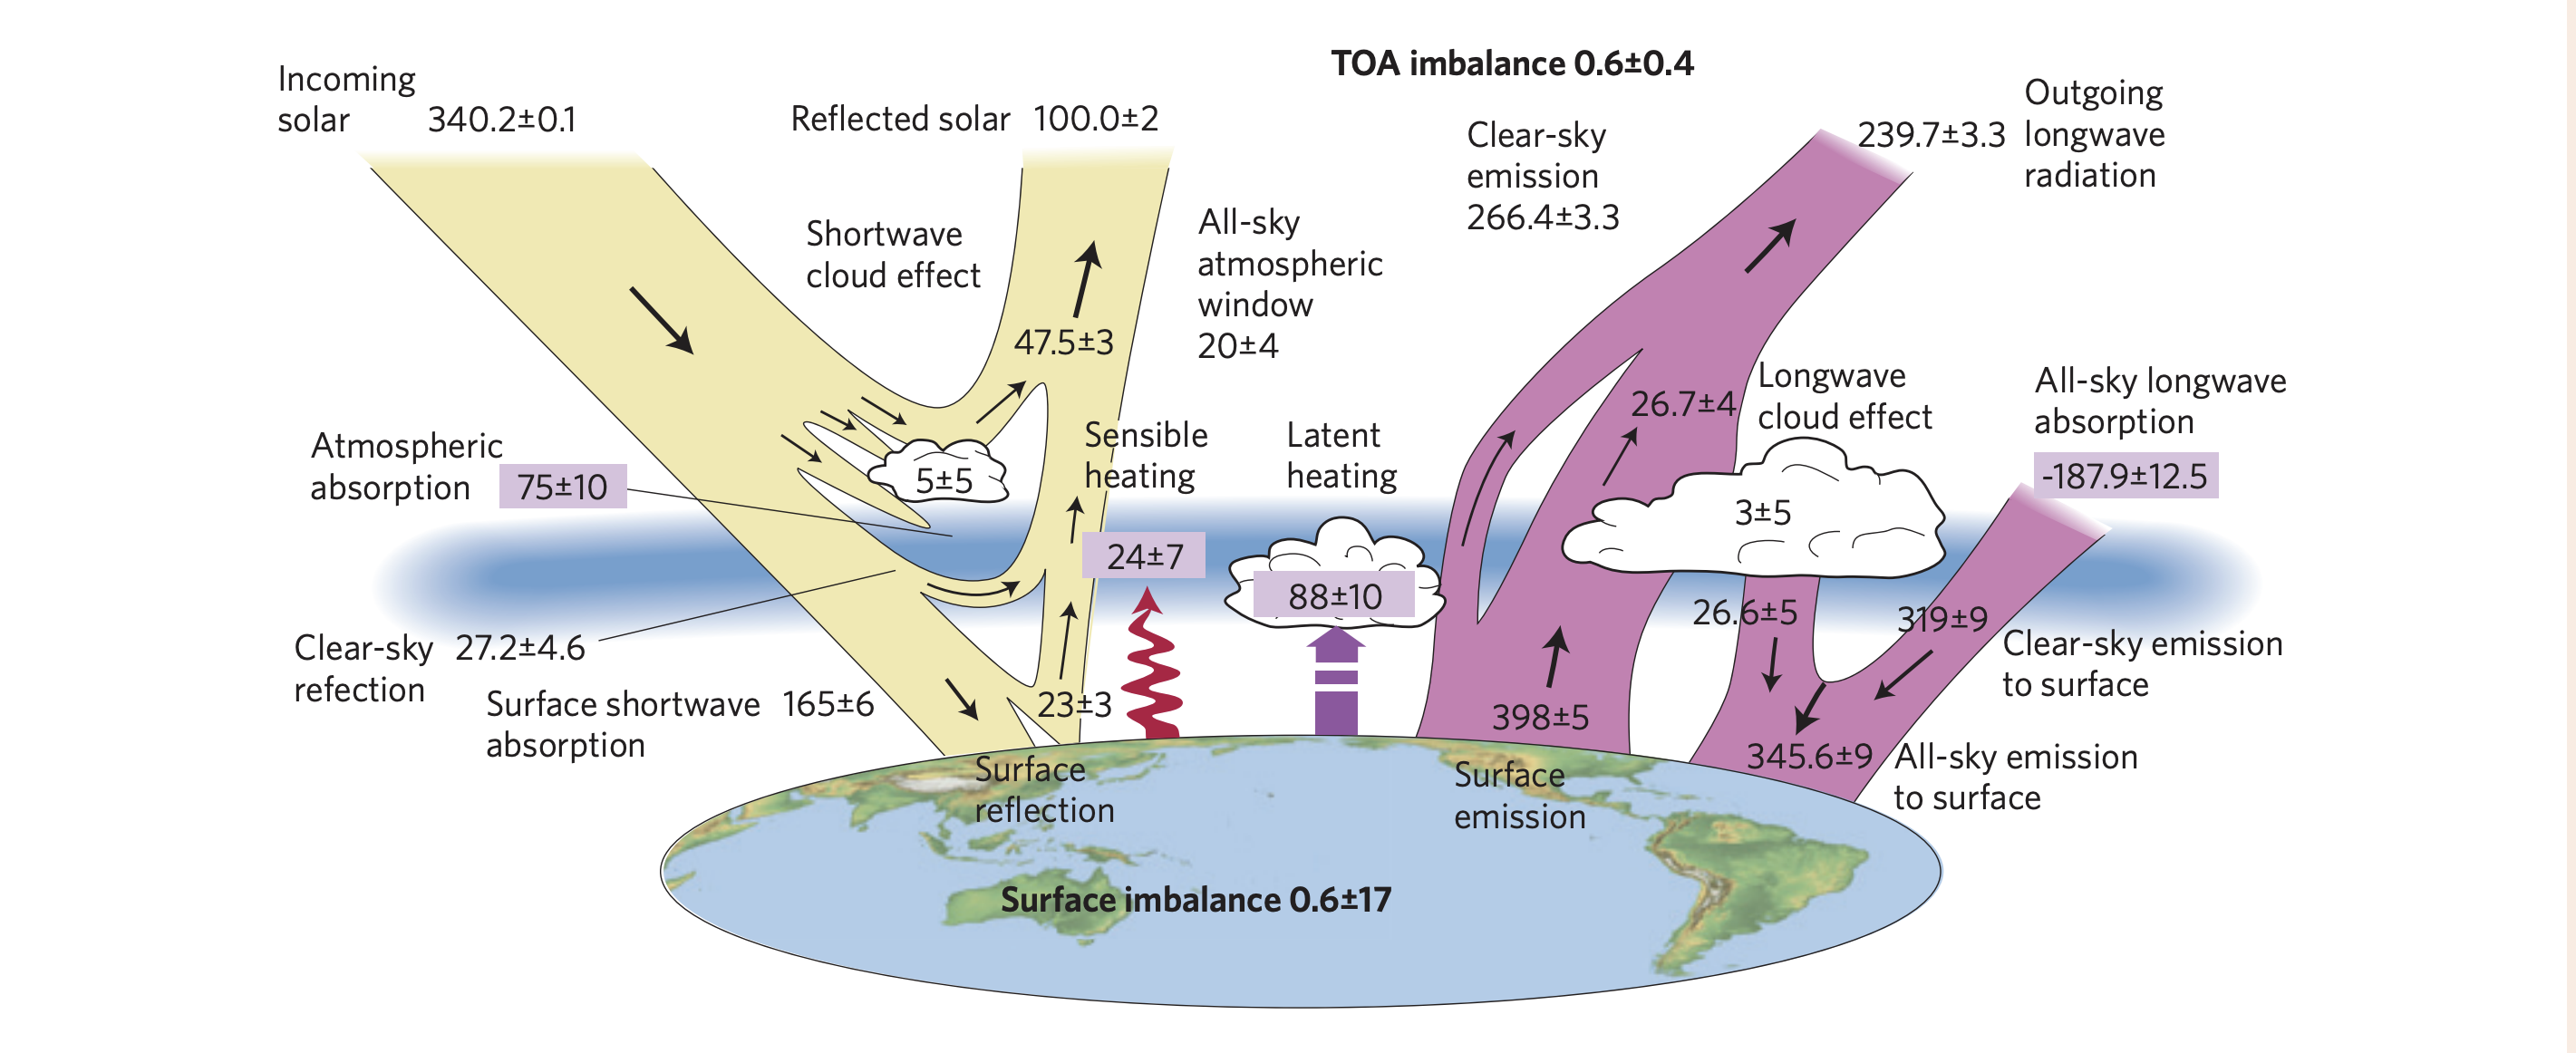 TOA imbalance 0.6±0.4
Incoming
solar 340.2±0.1
Reflected solar 100.0±2
Clear-sky
emission
266.4±3.3
239.7±3.3
Outgoing
longwave
radiation
Shortwave
cloud effect
47.5±3
All-sky
atmospheric
window
20±4
26.7±4
Longwave
cloud effect
All-sky longwave
absorption
-187.9±12.5
Atmospheric
absorption 75±10
5±5
Sensible
heating
24±7
Latent
heating
88±10
3±5
Clear-sky 27.2±4.6
refection
Surface shortwave 165±6
absorption
23±3
398±5
26.6±5
319±9
Clear-sky emission
to surface
345.6±9
All-sky emission
to surface
Surface
reflection
Surface
emission
Surface imbalance 0.6±17